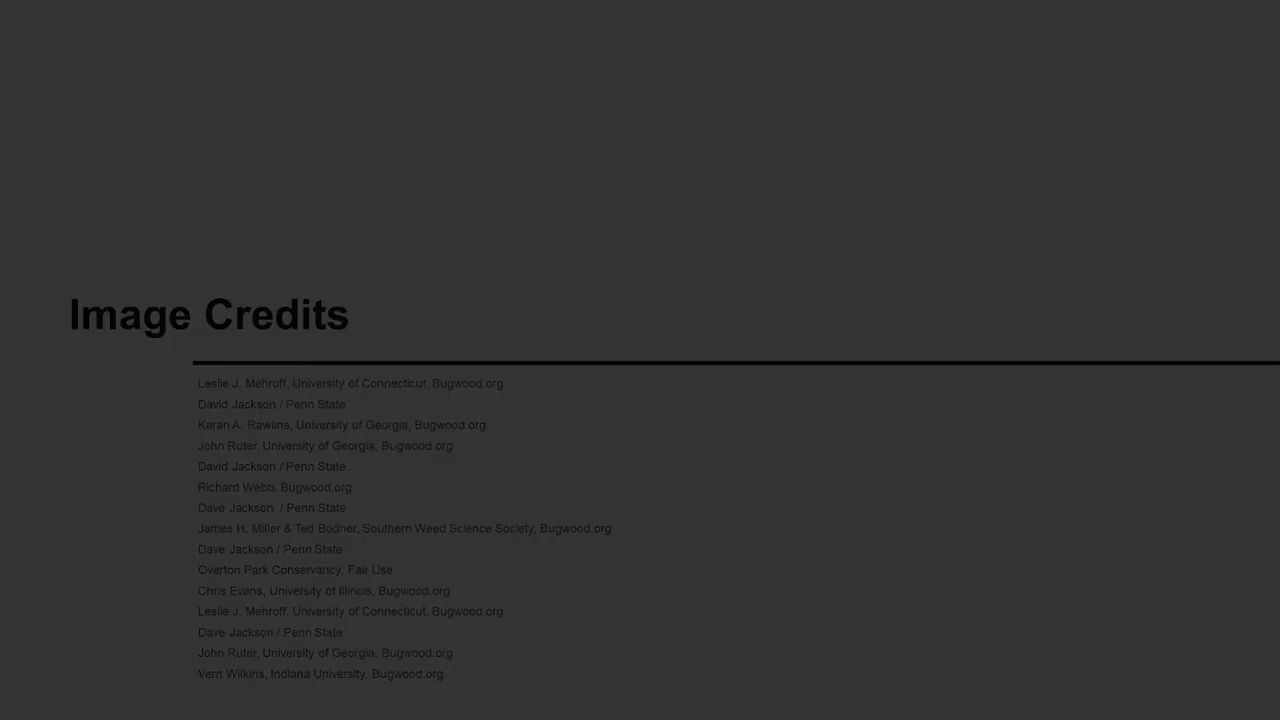 Image Credits
Leslie J. Mehroff, University of Connecticut, Bugwood.org
David Jackson / Penn State
Karan A. Rawlins, University of Georgia, Bugwood.org
John Ruter, University of Georgia, Bugwood.org
David Jackson / Penn State
Richard Webb, Bugwood.org
Dave Jackson / Penn State
James H. Miller & Ted Bodner, Southern Weed Science Society, Bugwood.org
Dave Jackson / Penn State
Overton Park Conservancy, Fair Use
Chris Evans, University of Illinois, Bugwood.org
Leslie J. Mehroff, University of Connecticut, Bugwood.org
Dave Jackson / Penn State
John Ruter, University of Georgia, Bugwood.org
Vern Wilkins, Indiana University, Bugwood.org